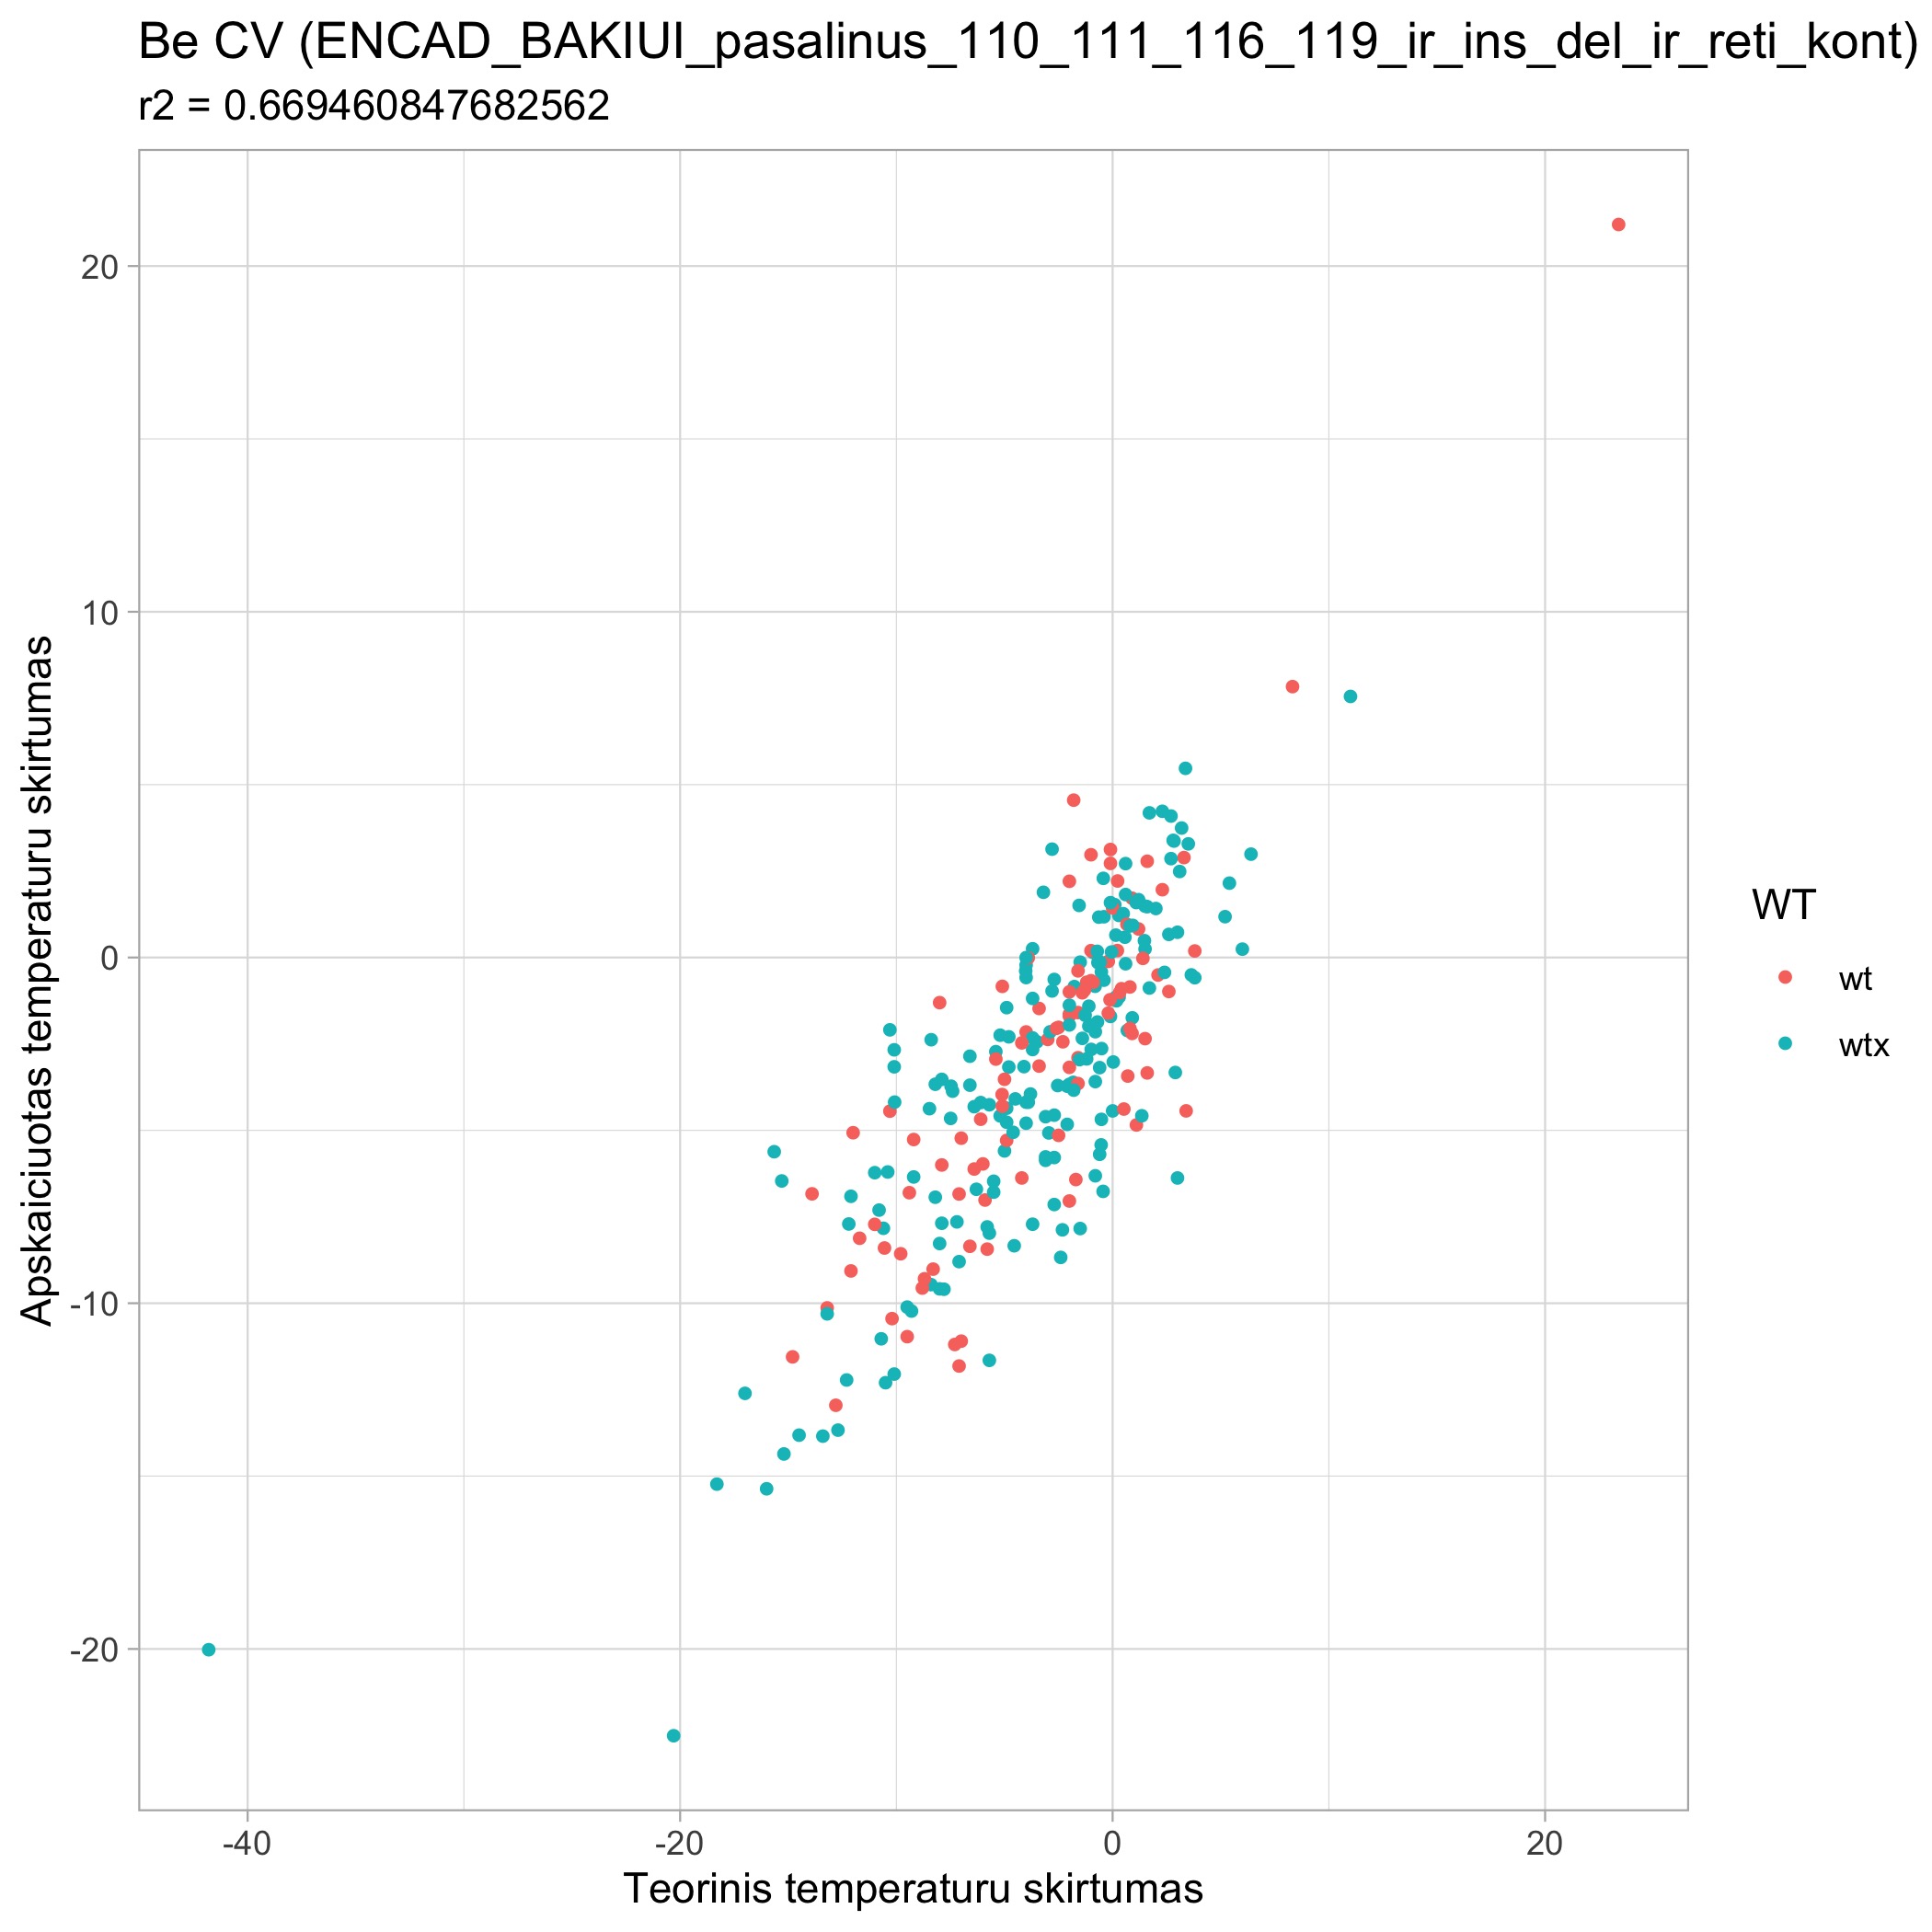 Be CV (ENCAD_BAKIUI_pasalinus_110_111_116_119_ir_ins_del_ir_reti_kont)
r2 = 0.669460847682562
20
10
0
-10
-20
Apskaiciuotas temperaturu skirtumas
-40
-20
0
20
Teorinis temperaturu skirtumas
WT
wt
wtx